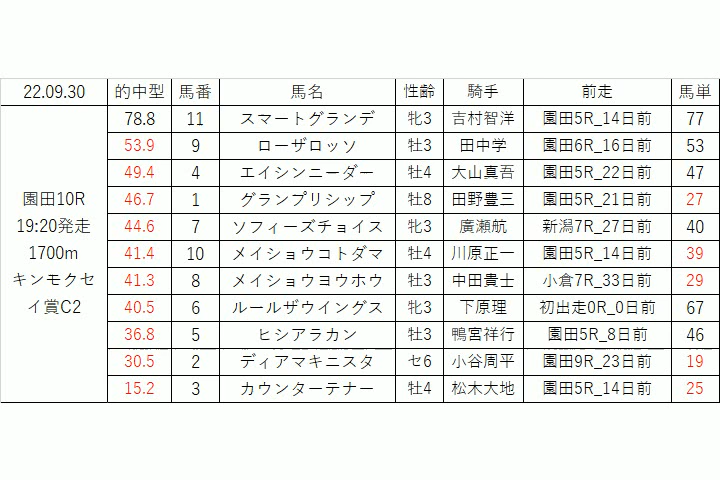 22.09.30 的中型 馬番 馬名 性齢 騎手 前走 馬単
園田10R
19:20発走
1700m
キンモクセ
イ賞C2
78.8 11 スマートグランデ 牝3 吉村智洋 園田5R_14日前 77
53.9 9 ローザロッソ 牡3 田中学 園田6R_16日前 53
49.4 4 エイシンニーダー 牡4 大山真吾 園田5R_22日前 47
46.7 1 グランプリシップ 牡8 田野豊三 園田5R_21日前 27
44.6 7 ソフィーズチョイス 牝3 廣瀬航 新潟7R_27日前 40
41.4 10 メイショウコトダマ 牡4 川原正一 園田5R_14日前 39
41.3 8 メイショウヨウホウ 牡3 中田貴士 小倉7R_33日前 29
40.5 6 ルールザウイングス 牝3 下原理 初出走0R_0日前 67
36.8 5 ヒシアラカン 牡3 鴨宮祥行 園田5R_8日前 46
30.5 2 ディアマキニスタ セ6 小谷周平 園田9R_23日前 19
15.2 3 カウンターテナー 牡4 松木大地 園田5R_14日前 25